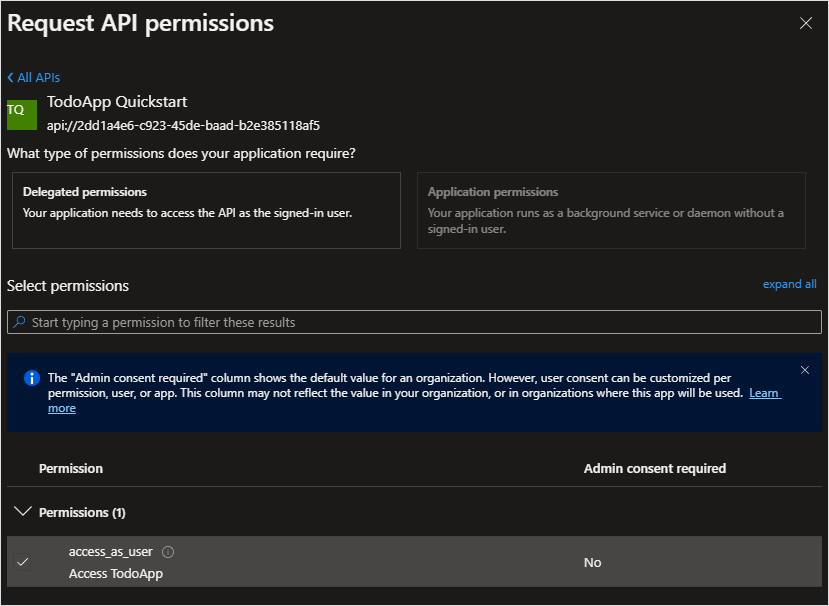 Request API permissions
All APIs
TQ
TodoApp Quickstart
api://2dd1a4e6-c923-45de-baad-b2e385118af5
What type of permissions does your application require?
Delegated permissions
Your application needs to access the API as the signed-in user.
Application permissions
Your application runs as a background service or daemon without a
signed-in user.
Select permissions
expand all
Start typing a permission to filter these results
The "Admin consent required" column shows the default value for an organization. However, user consent can be customized per
permission, user, or app. This column may not reflect the value in your organization, or in organizations where this app will be used. Learn
more
Permission
Admin consent required
Permissions (1)
access_as_user
Access TodoApp
No